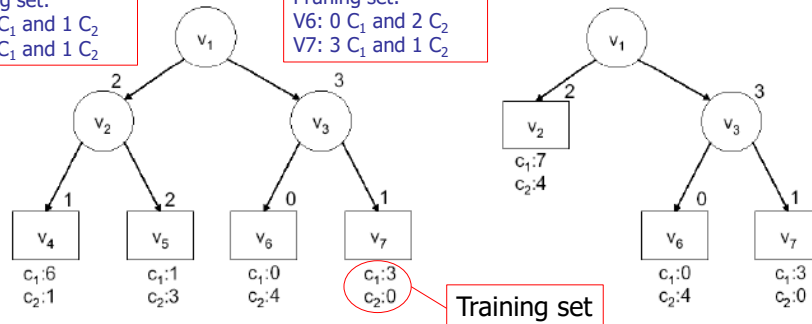 C₁ and 1 C₂
C₁ and 1 C₂
V6: 0 C₁ and 2 C₂
V7: 3 C₁ and 1 C₂
v₁
2
3
v₂
v₃
1
2
0
1
v₄
v₅
v₆
v₇
c₁:6
c₂:1
c₁:1
c₂:3
c₁:0
c₂:4
c₁:3
c₂:0
Training set
v₁
2
3
v₂
c₁:7
c₂:4
v₃
0
1
v₆
v₇
c₁:0
c₂:4
c₁:3
c₂:0